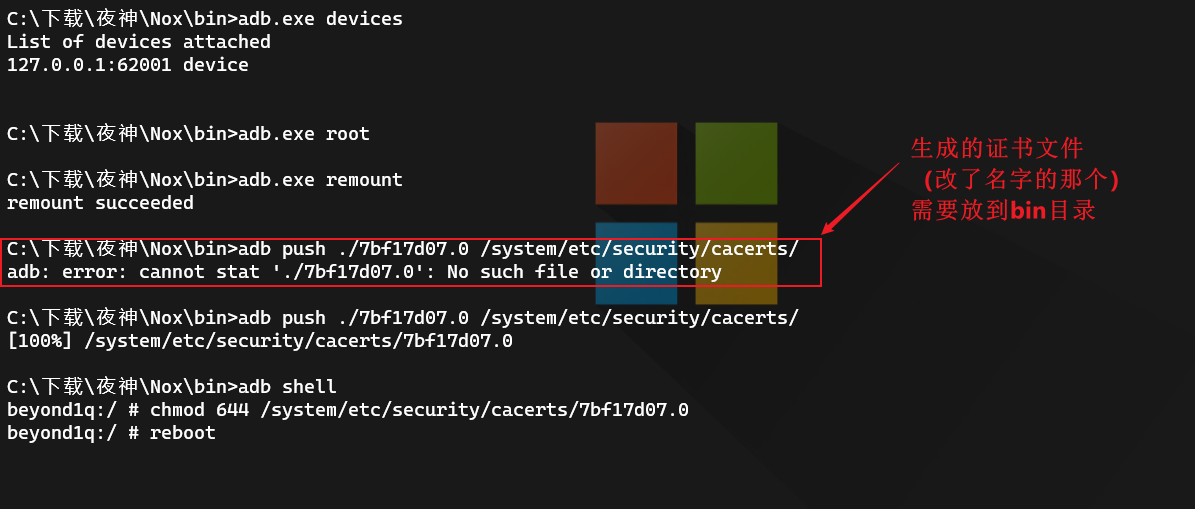 C:\下载\夜神\Nox\bin>adb.exe devices
List of devices attached
127.0.0.1:62001 device
C:\下载\夜神\Nox\bin>adb.exe root
C:\下载\夜神\Nox\bin>adb.exe remount
remount succeeded
C:\下载\夜神\Nox\bin>adb push ./7bf17d07.0 /system/etc/security/cacerts/
adb: error: cannot stat './7bf17d07.0': No such file or directory
C:\下载\夜神\Nox\bin>adb push ./7bf17d07.0 /system/etc/security/cacerts/
[100%] /system/etc/security/cacerts/7bf17d07.0
C:\下载\夜神\Nox\bin>adb shell
beyond1q:/ # chmod 644 /system/etc/security/cacerts/7bf17d07.0
beyond1q:/ # reboot
生成的证书文件
（改了名字的那个）
需要放到bin目录